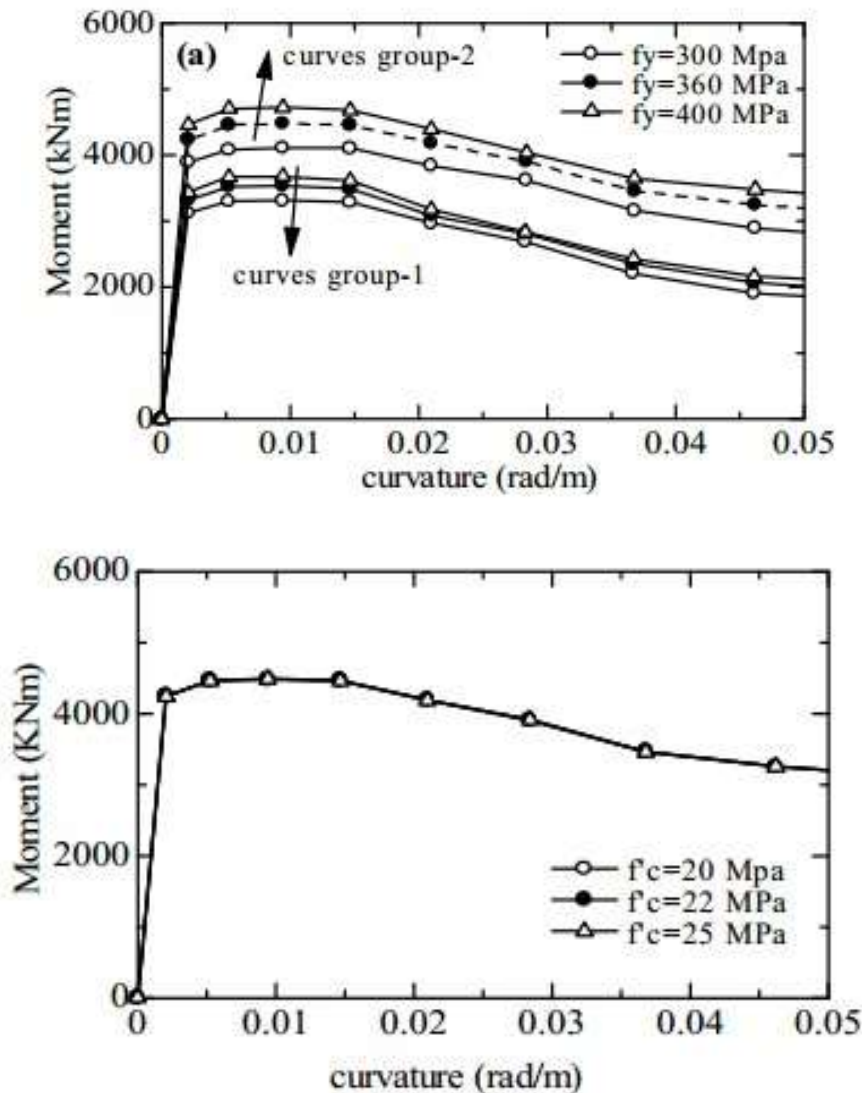 6000
(a)
curves group-2
fy=300 Mpa
fy=360 MPa
fy=400 MPa
4000
Moment (kNm)
curves group-1
2000
0
0 0.01 0.02 0.03 0.04 0.05
curvature (rad/m)
6000
4000
Moment (KNm)
2000
f'c=20 Mpa
f'c=22 MPa
f'c=25 MPa
0
0 0.01 0.02 0.03 0.04 0.05
curvature (rad/m)